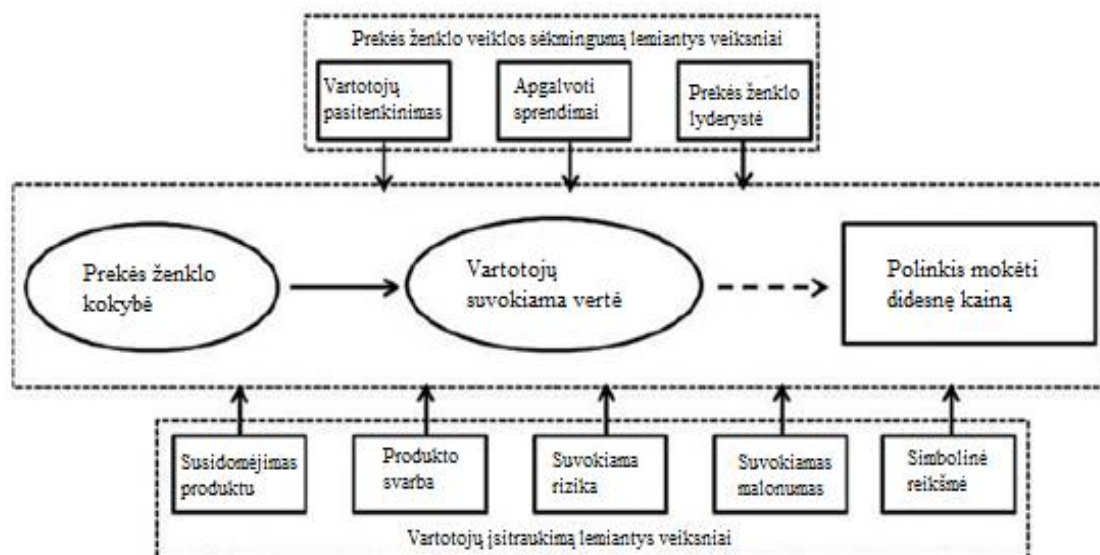 Prekės ženklo veiklos sėkmingumą lemiantys veiksniai
Vartotojų
pasitenkinimas
Apgalvoti
sprendimai
Prekės ženklo
lyderystė
Prekės ženklo
kokybė
Vartotojų
suvokiama vertė
Polinkis mokėti
didesnę kainą
Susidomėjimas
produktu
Produkto
svarba
Suvokiama
rizika
Suvokiamas
malonumas
Simbolinė
reikšmė
Vartotojų įsitraukimą lemiantys veiksniai